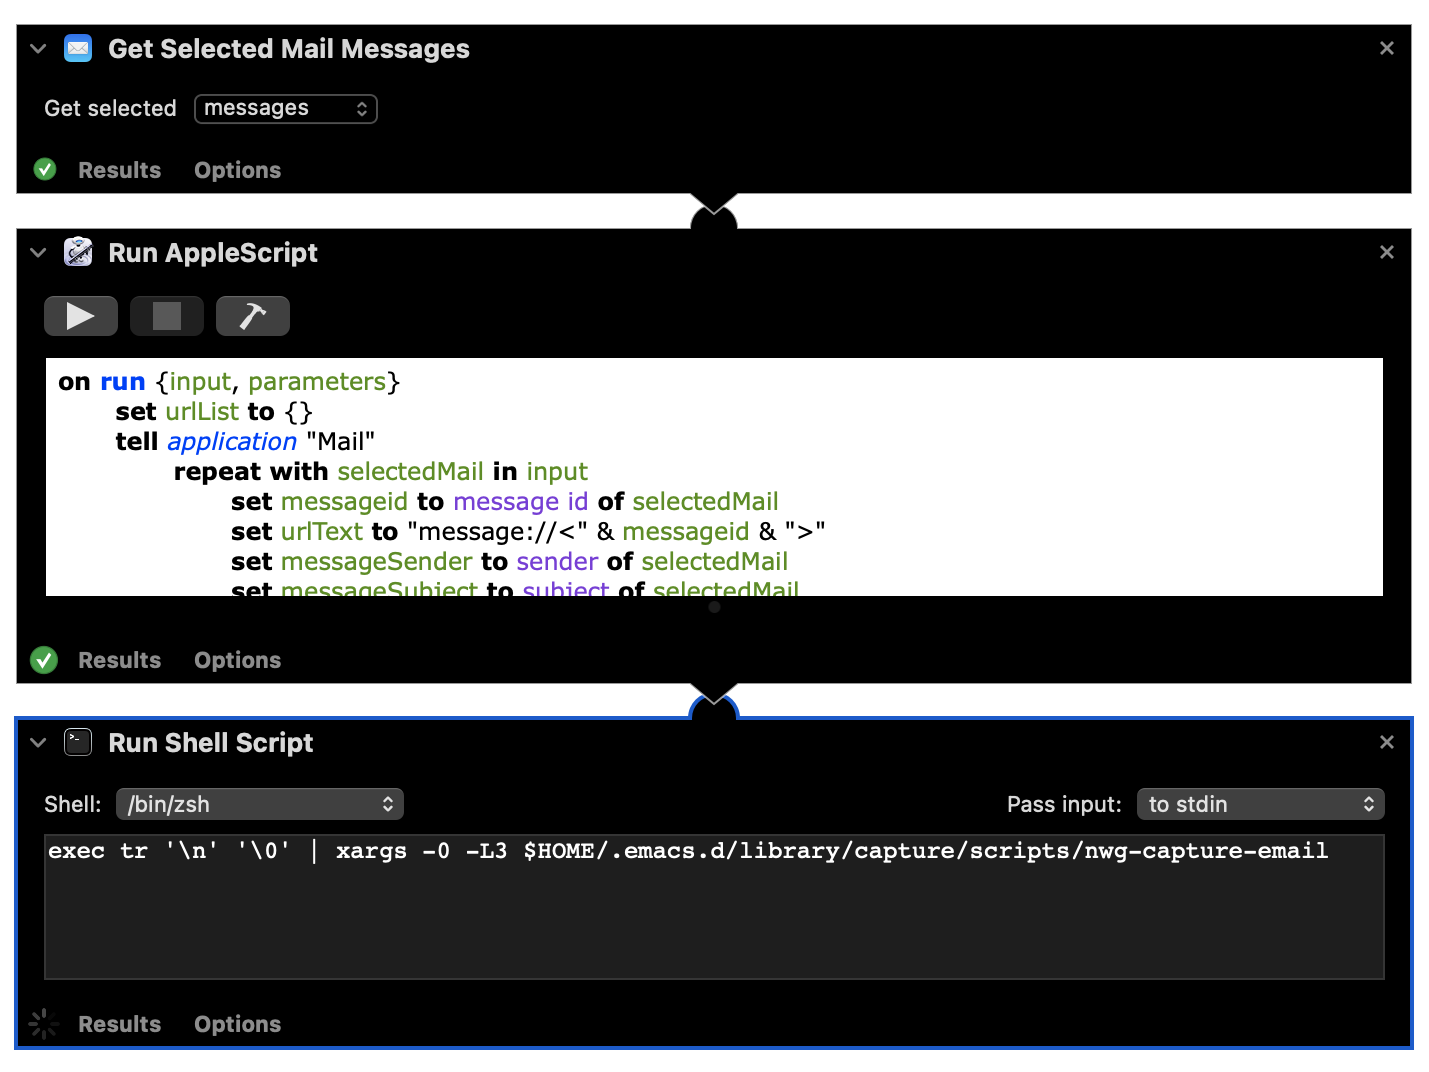 Get Selected Mail Messages
Get selected messages
Results Options
Run AppleScript
on run {input, parameters}
set urlList to {}
tell application "Mail"
repeat with selectedMail in input
set messageid to message id of selectedMail
set urlText to "message://<" & messageid & ">"
set messageSender to sender of selectedMail
set messageSubject to subject of selectedMail
Results Options
Run Shell Script
Shell: /bin/zsh Pass input: to stdin
exec tr '\n' '\0' | xargs -0 -L3 $HOME/.emacs.d/library/capture/scripts/nwg-capture-email
Results Options